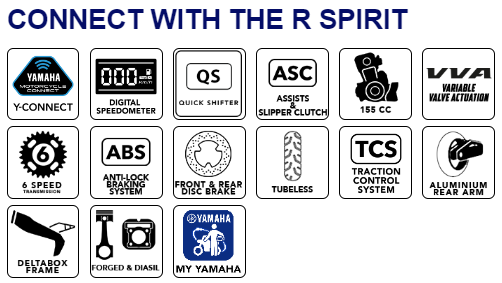 CONNECT WITH THE R SPIRIT
YAMAHA
MOTORCYCLE
CONNECT
Y-CONNECT
000
DIGITAL
SPEEDOMETER
QS
QUICK SHIFTER
ASC
ASSISTS
&
SLIPPER CLUTCH
155 CC
VVA
VARIABLE
VALVE ACTUATION
6
6 SPEED
TRANSMISSION
ABS
ANTI-LOCK
BRAKING
SYSTEM
FRONT & REAR
DISC BRAKE
TUBELESS
TCS
TRACTION
CONTROL
SYSTEM
ALUMINIUM
REAR ARM
DELTABOX
FRAME
FORGED & DIASIL
YAMAHA
MY YAMAHA